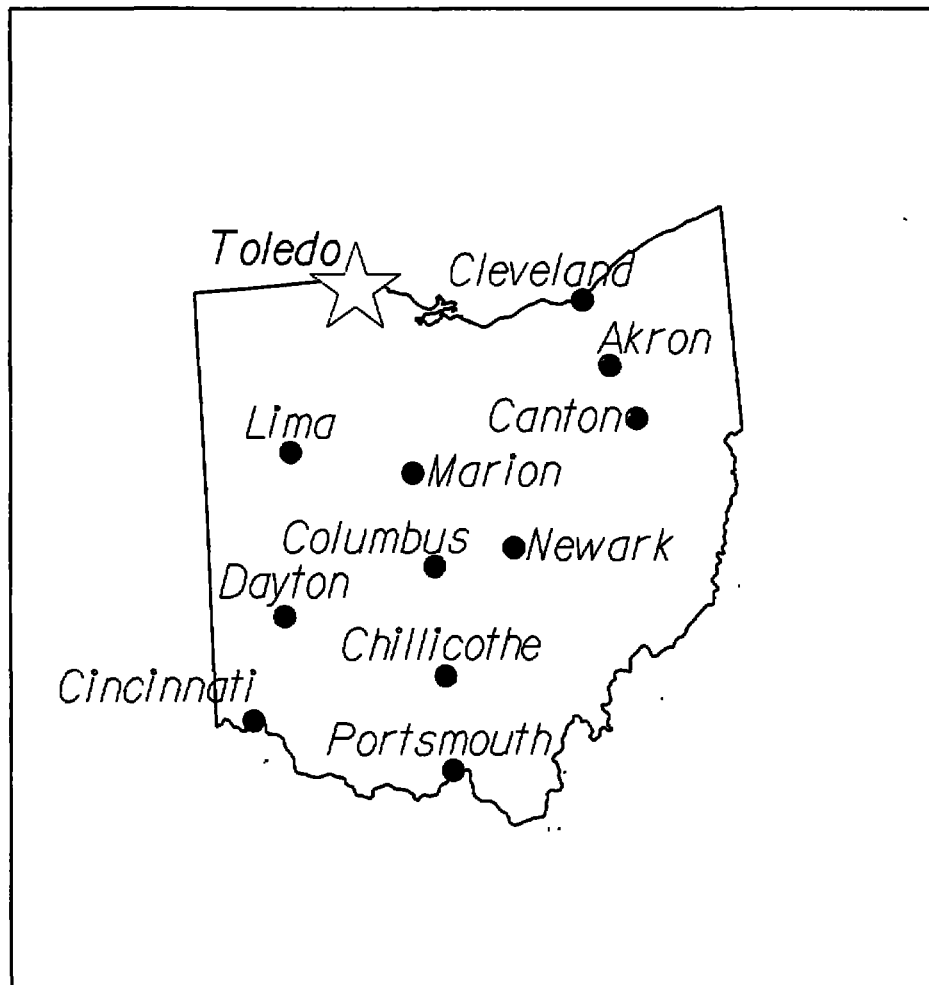 Toledo
Cleveland
Akron
Canton
Lima
Marion
Columbus
Newark
Dayton
Chillicothe
Cincinnati
Portsmouth